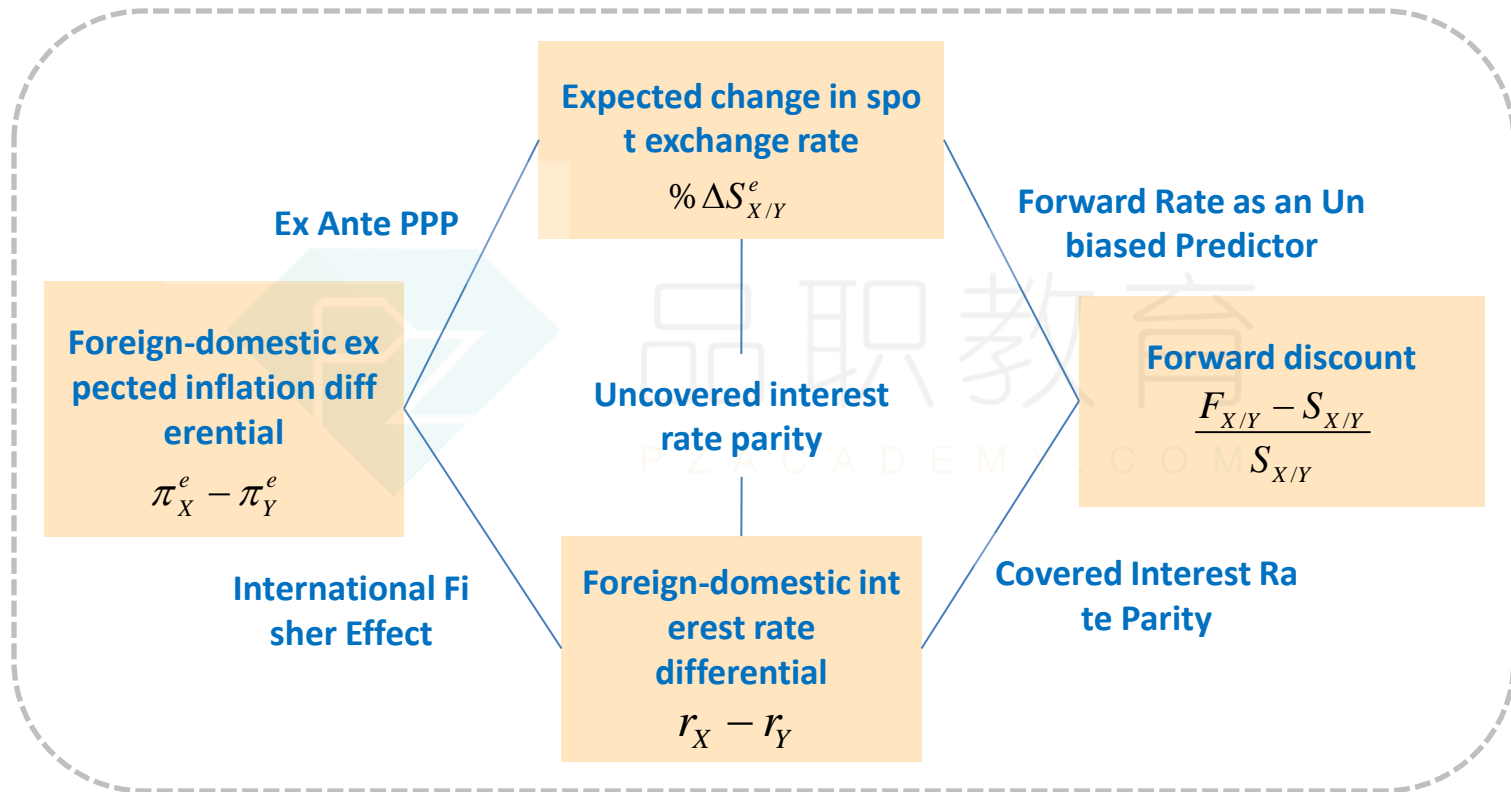 Expected change in spo
t exchange rate
% ΔS^e_{X/Y}
Ex Ante PPP
Forward Rate as an Un
biased Predictor
Foreign-domestic ex
pected inflation diff
erential
π^e_X − π^e_Y
Uncovered interest
rate parity
Forward discount
F_{X/Y} − S_{X/Y}
S_{X/Y}
International Fi
sher Effect
Foreign-domestic int
erest rate
differential
r_X − r_Y
Covered Interest Ra
te Parity
品职教育
PZACADEMY.COM
PZ